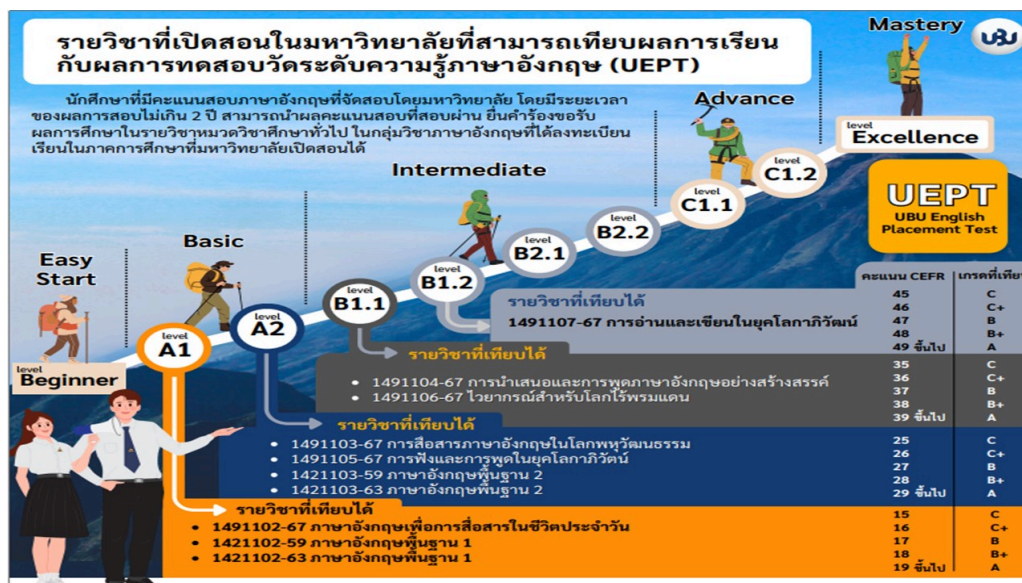 รายวิชาที่เปิดสอนในมหาวิทยาลัยที่สามารถเทียบผลการเรียน
กับผลการทดสอบวัดระดับความรู้ภาษาอังกฤษ (UEPT)
นักศึกษาที่มีคะแนนสอบภาษาอังกฤษที่จัดสอบโดยมหาวิทยาลัย โดยมีระยะเวลา
ของผลการสอบไม่เกิน 2 ปี สามารถนำผลคะแนนสอบที่สอบผ่าน ยื่นคำร้องขอรับ
ผลการศึกษาในรายวิชาหมวดวิชาศึกษาทั่วไป ในกลุ่มวิชาภาษาอังกฤษที่ได้ลงทะเบียน
เรียนในภาคการศึกษาที่มหาวิทยาลัยเปิดสอนได้
Mastery
UBU
level
Excellence
Advance
level
C1.2
level
C1.1
Intermediate
level
B2.2
level
B2.1
level
B1.2
level
B1.1
Basic
level
A2
level
A1
Easy
Start
level
Beginner
UEPT
UBU English
Placement Test
คะแนน CEFR เกรดที่เทียบ
รายวิชาที่เทียบได้
1491107-67 การอ่านและเขียนในยุคโลกาภิวัฒน์
45 C
46 C+
47 B
48 B+
49 ขึ้นไป A
รายวิชาที่เทียบได้
• 1491104-67 การนำเสนอและการพูดภาษาอังกฤษอย่างสร้างสรรค์
• 1491106-67 ไวยากรณ์สำหรับโลกไร้พรมแดน
35 C
36 C+
37 B
38 B+
39 ขึ้นไป A
รายวิชาที่เทียบได้
• 1491103-67 การสื่อสารภาษาอังกฤษในโลกพหุวัฒนธรรม
• 1491105-67 การฟังและการพูดในยุคโลกาภิวัตน์
• 1421103-59 ภาษาอังกฤษพื้นฐาน 2
• 1421103-63 ภาษาอังกฤษพื้นฐาน 2
25 C
26 C+
27 B
28 B+
29 ขึ้นไป A
รายวิชาที่เทียบได้
• 1491102-67 ภาษาอังกฤษเพื่อการสื่อสารในชีวิตประจำวัน
• 1421102-59 ภาษาอังกฤษพื้นฐาน 1
• 1421102-63 ภาษาอังกฤษพื้นฐาน 1
15 C
16 C+
17 B
18 B+
19 ขึ้นไป A